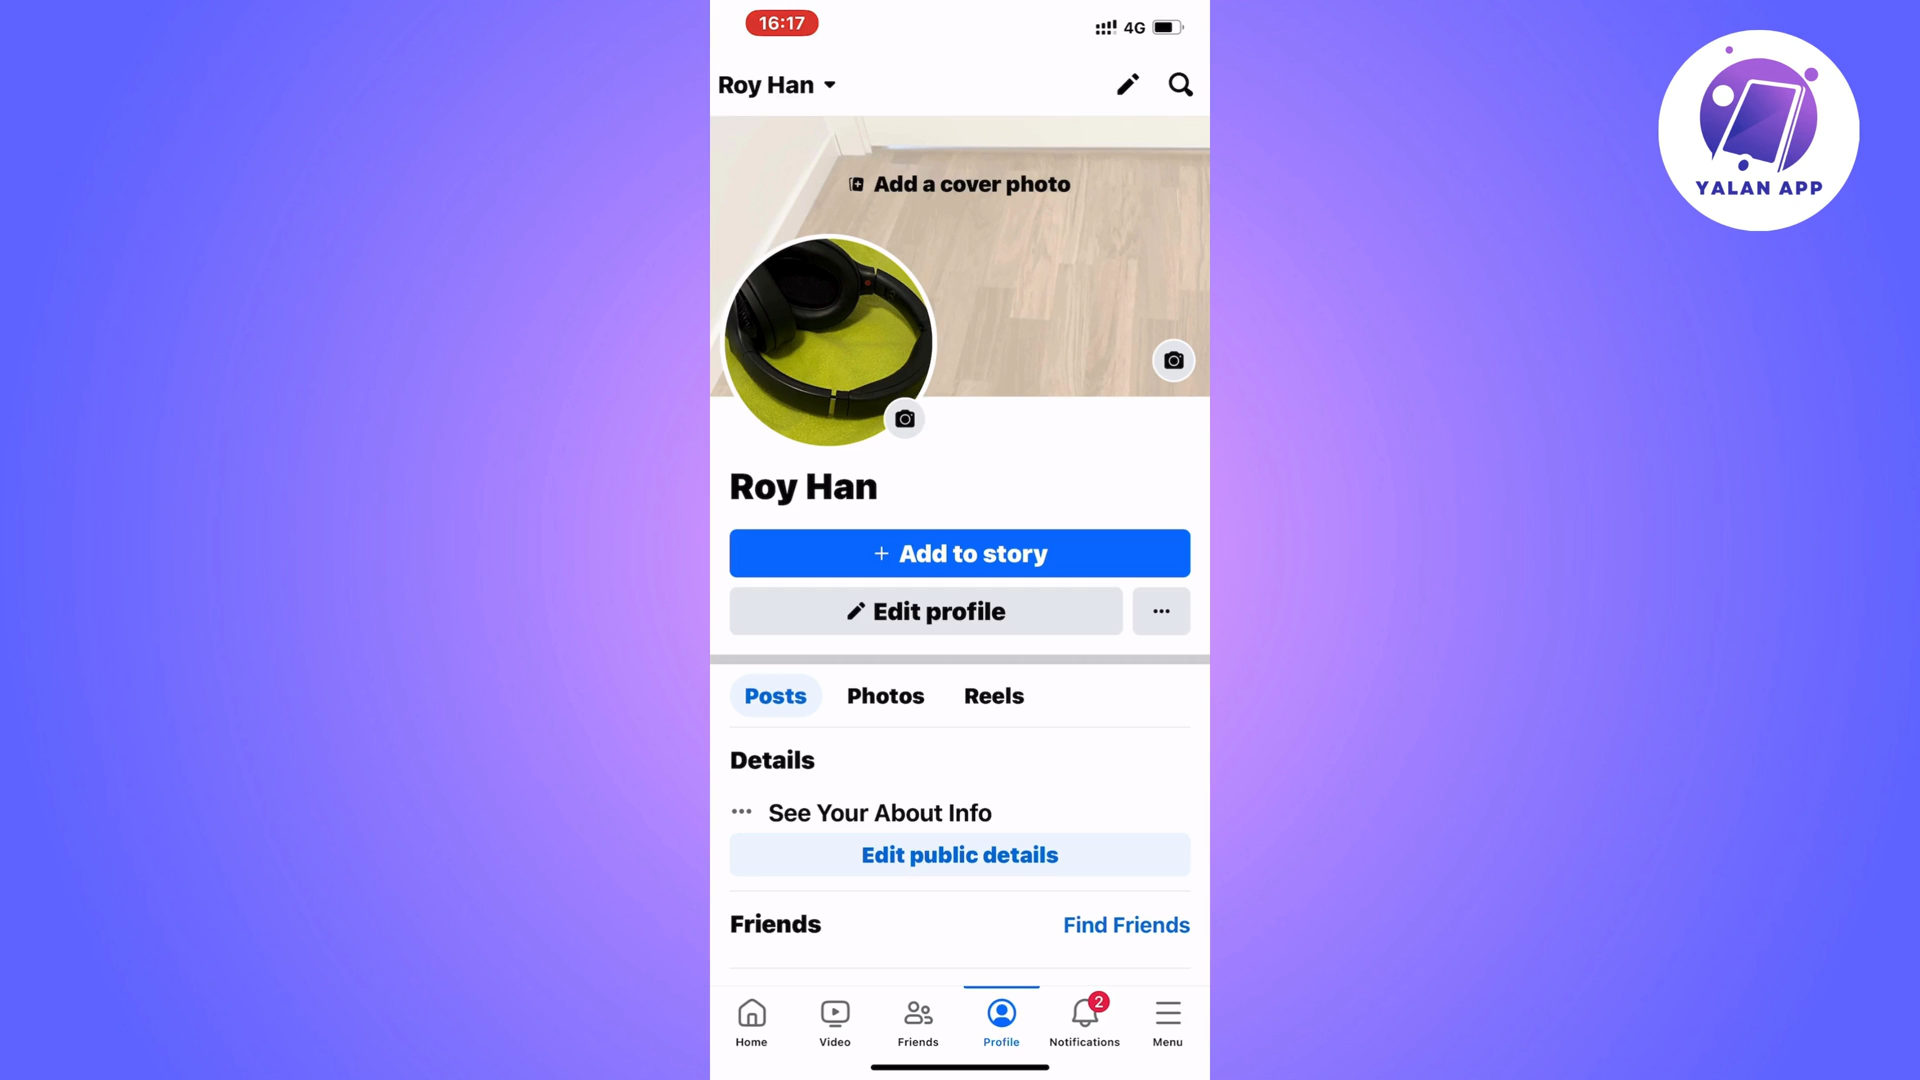 16:17
4G
Roy Han
Add a cover photo
Roy Han
+ Add to story
Edit profile
Posts Photos Reels
Details
See Your About Info
Edit public details
Friends Find Friends
2
Home Video Friends Profile Notifications Menu
YALAN APP